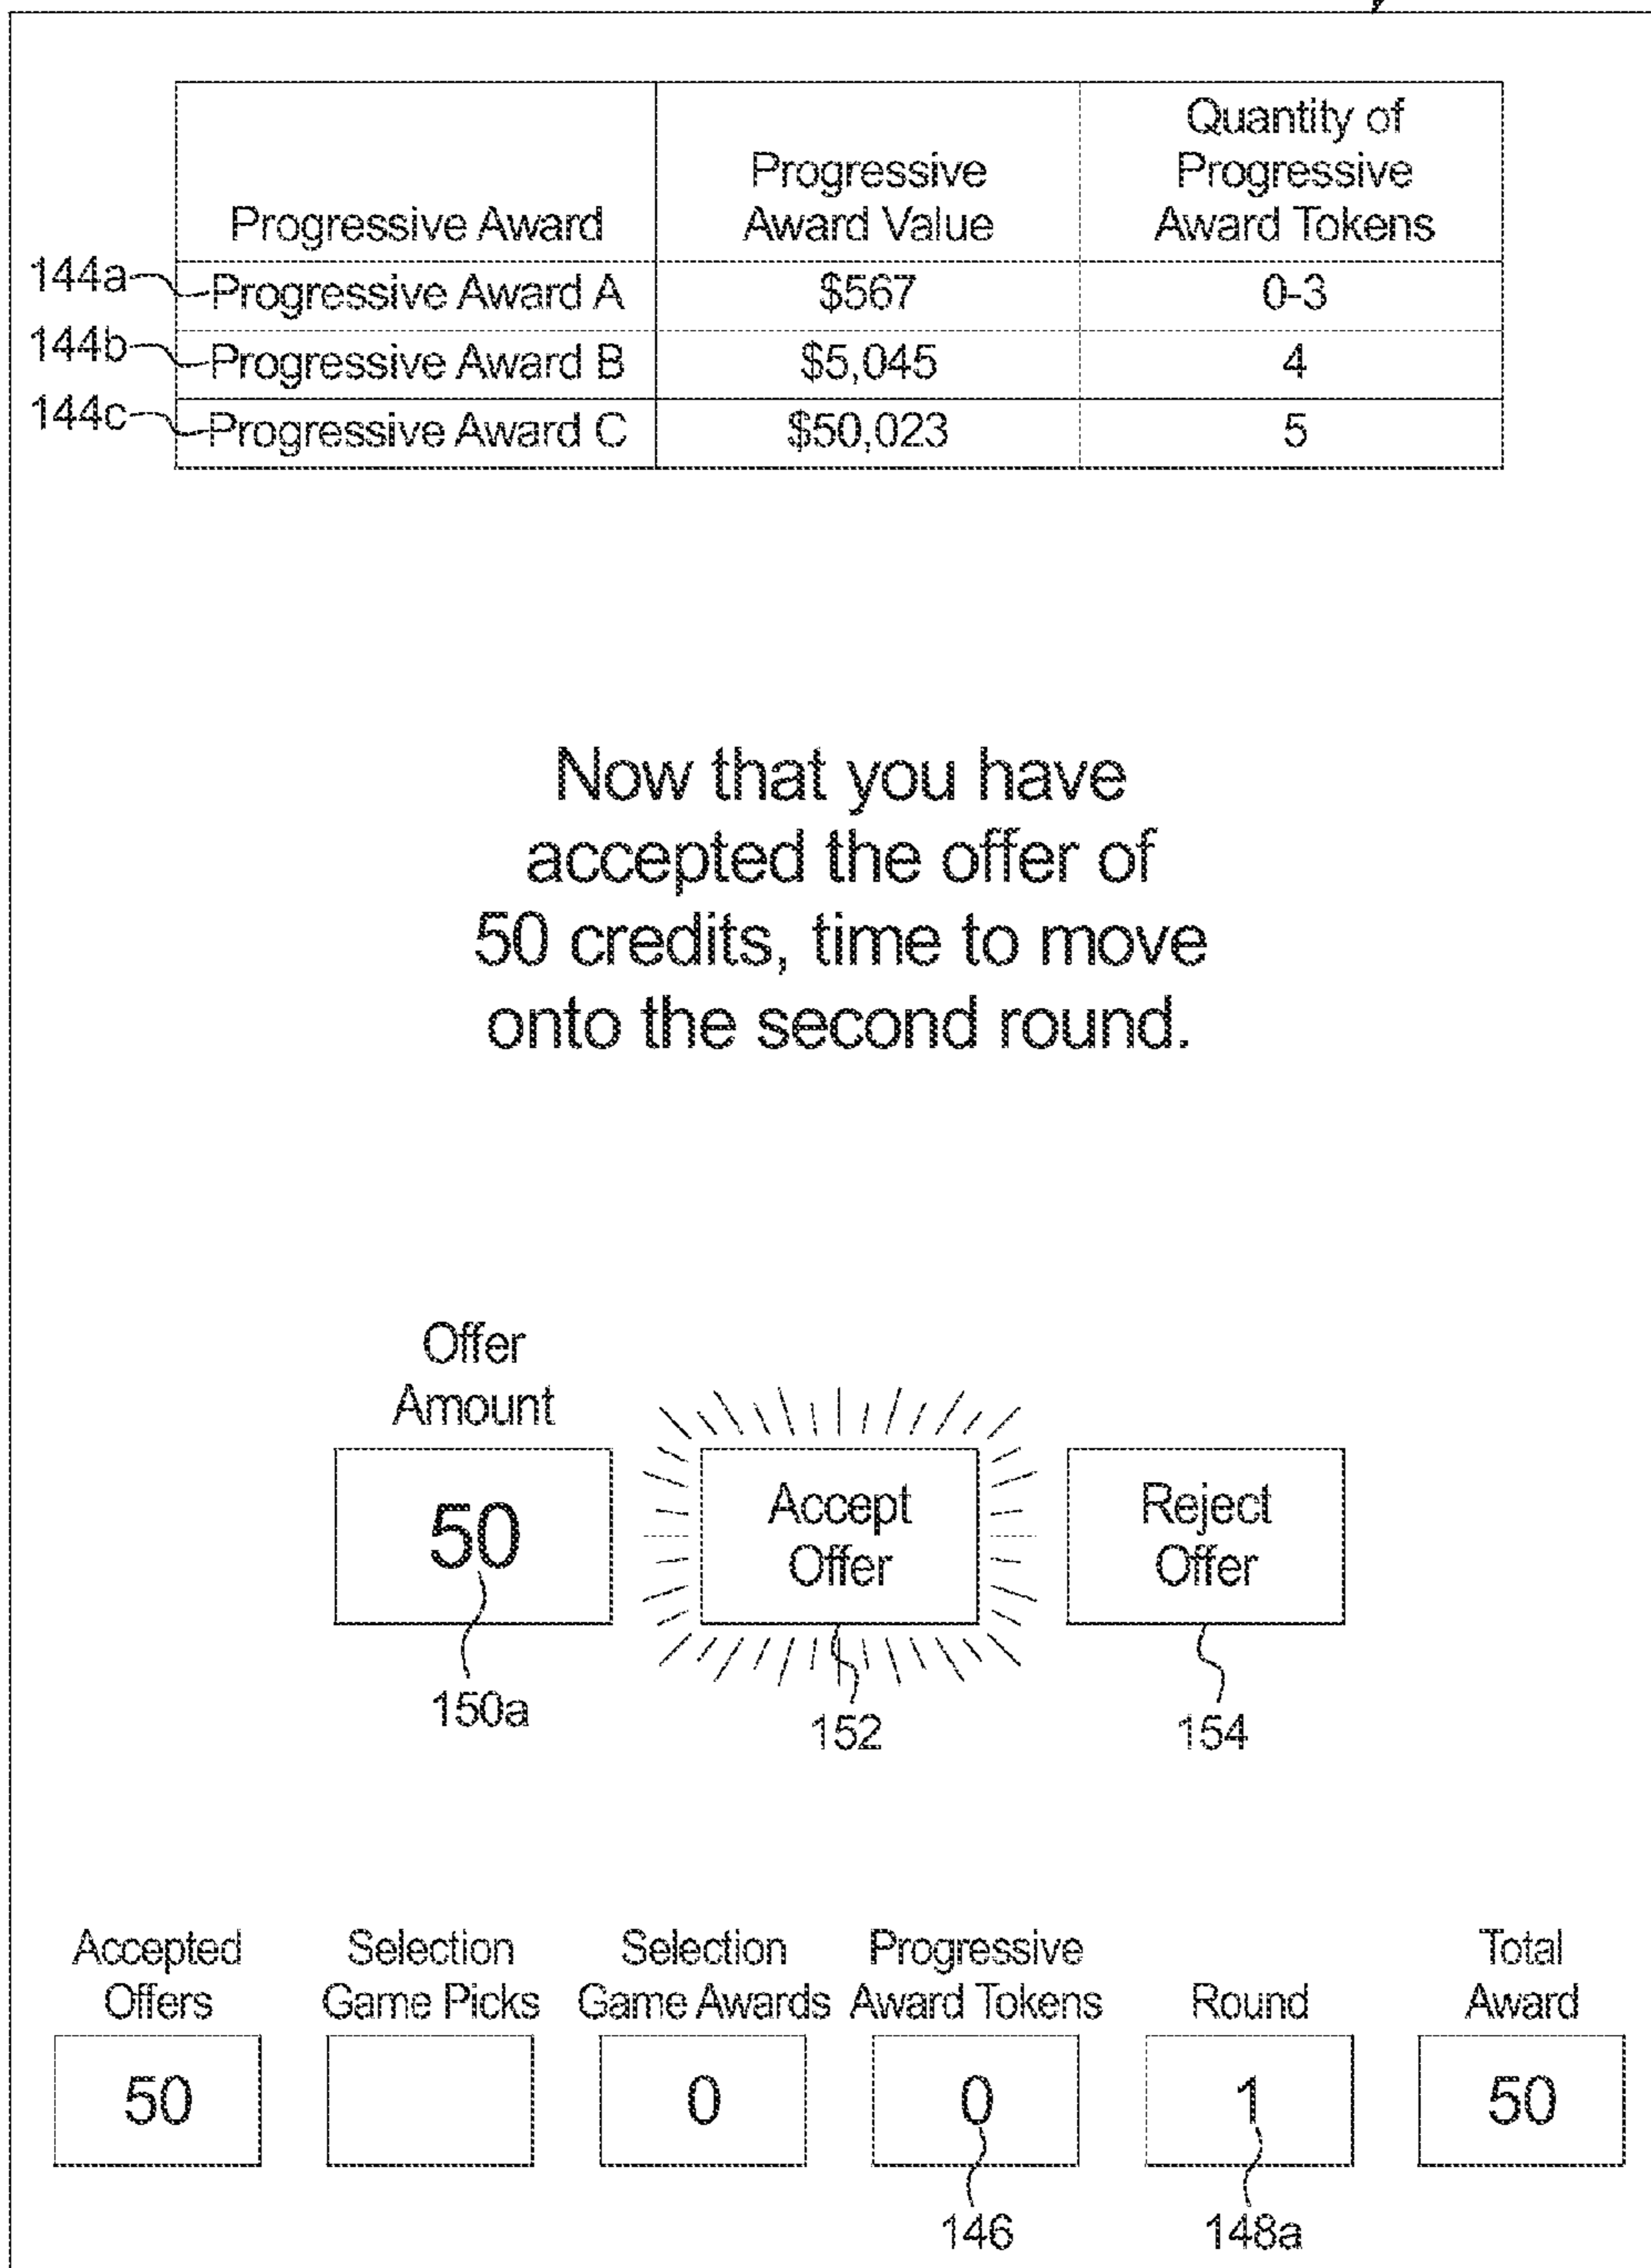 Progressive Award
Progressive
Award Value
Quantity of
Progressive
Award Tokens
144a
Progressive Award A
$567
0-3
144b
Progressive Award B
$5,045
4
144c
Progressive Award C
$50,023
5
Now that you have
accepted the offer of
50 credits, time to move
onto the second round.
Offer
Amount
50
Accept
Offer
Reject
Offer
150a
152
154
Accepted
Offers
Selection
Game Picks
Selection
Game Awards
Progressive
Award Tokens
Round
Total
Award
50
0
0
1
50
146
148a